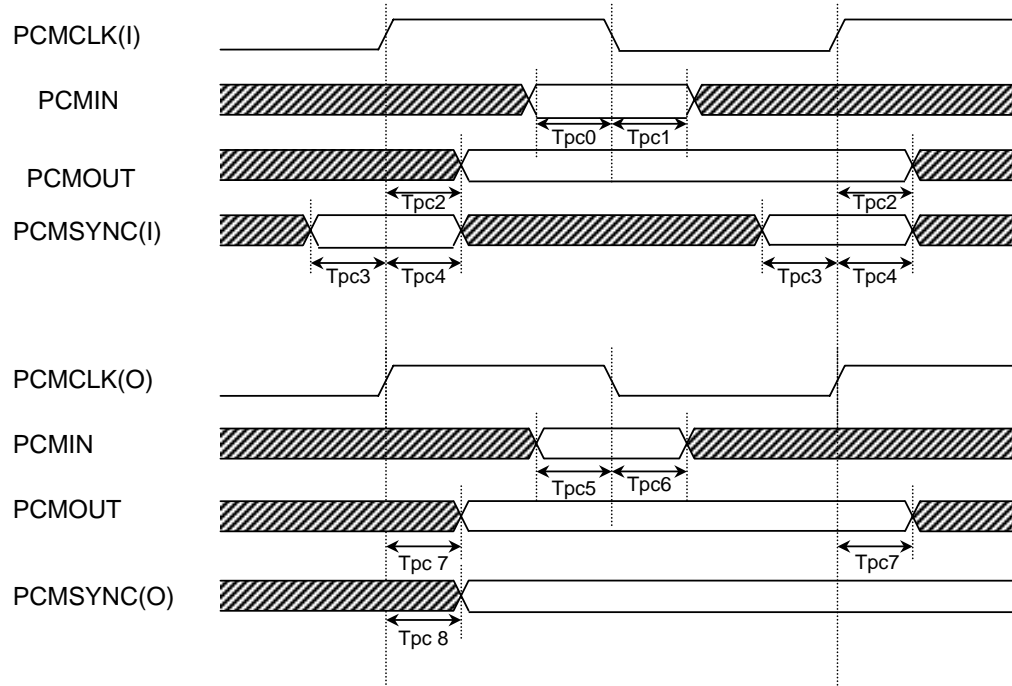 PCMCLK(I)
PCMIN
Tpc0 Tpc1
PCMOUT
Tpc2 Tpc2
PCMSYNC(I)
Tpc3 Tpc4 Tpc3 Tpc4
PCMCLK(O)
PCMIN
Tpc5 Tpc6
PCMOUT
Tpc 7 Tpc7
PCMSYNC(O)
Tpc 8